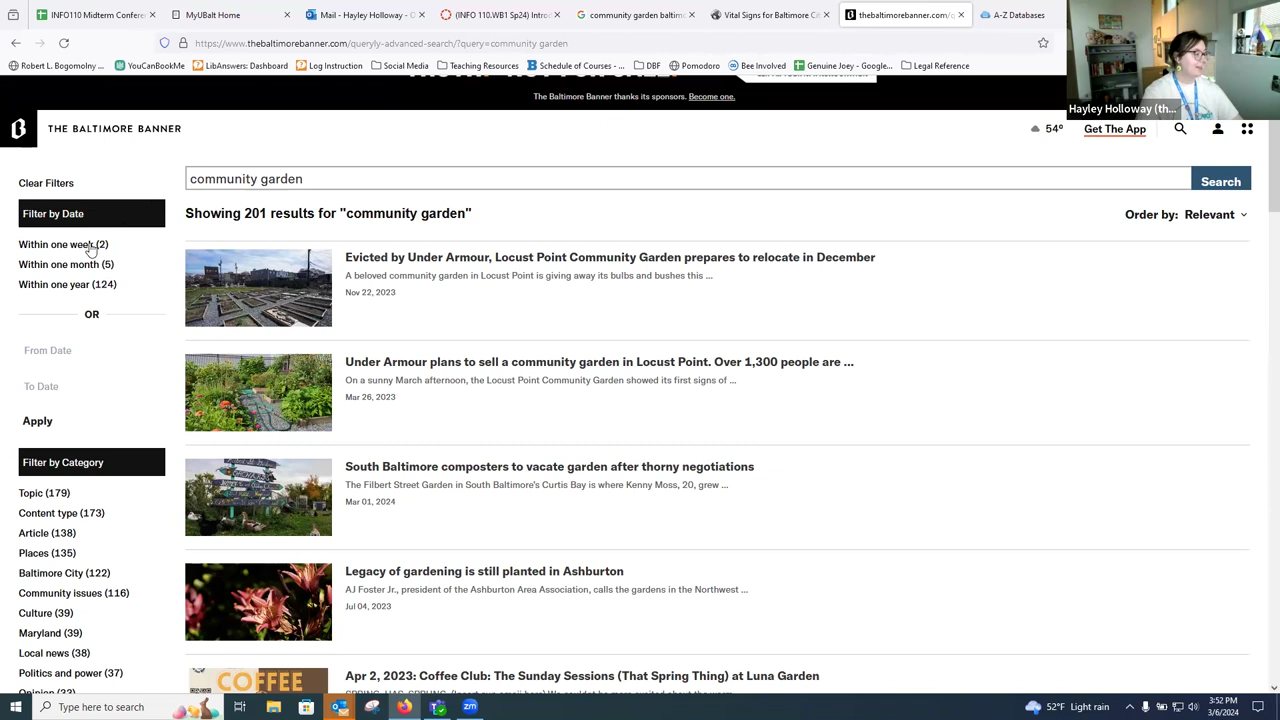 INFO110 Midterm Conferenc
MyUBalt Home
Mail - Hayley Holloway - O
(INFO 110.WB1 Sp24) Intro
community garden baltim
Vital Signs for Baltimore Ci
thebaltimorebanner.com/q
A-Z Databases
https://www.thebaltimorebanner.com/queryly-advanced-search/?query=community garden
Robert L. Bogomolny ...
YouCanBookMe
LibAnswers: Dashboard
Log Instruction
Social Media
Teaching Resources
Schedule of Courses -...
DBF
Pomodoro
Bee Involved
Genuine Joey - Google...
Legal Reference
The Baltimore Banner thanks its sponsors. Become one.
Hayley Holloway (th...
THE BALTIMORE BANNER
54°
Get The App
Clear Filters
community garden
Search
Filter by Date
Showing 201 results for "community garden"
Order by: Relevant
Within one week (2)
Within one month (5)
Within one year (124)
OR
From Date
To Date
Apply
Filter by Category
Topic (179)
Content type (173)
Article (138)
Places (135)
Baltimore City (122)
Community issues (116)
Culture (39)
Maryland (39)
Local news (38)
Politics and power (37)
Evicted by Under Armour, Locust Point Community Garden prepares to relocate in December
A beloved community garden in Locust Point is giving away its bulbs and bushes this ...
Nov 22, 2023
Under Armour plans to sell a community garden in Locust Point. Over 1,300 people are ...
On a sunny March afternoon, the Locust Point Community Garden showed its first signs of ...
Mar 26, 2023
South Baltimore composters to vacate garden after thorny negotiations
The Filbert Street Garden in South Baltimore's Curtis Bay is where Kenny Moss, 20, grew ...
Mar 01, 2024
Legacy of gardening is still planted in Ashburton
AJ Foster Jr., president of the Ashburton Area Association, calls the gardens in the Northwest ...
Jul 04, 2023
COFFEE
Apr 2, 2023: Coffee Club: The Sunday Sessions (That Spring Thing) at Luna Garden
Type here to search
52°F Light rain
3:52 PM
3/6/2024